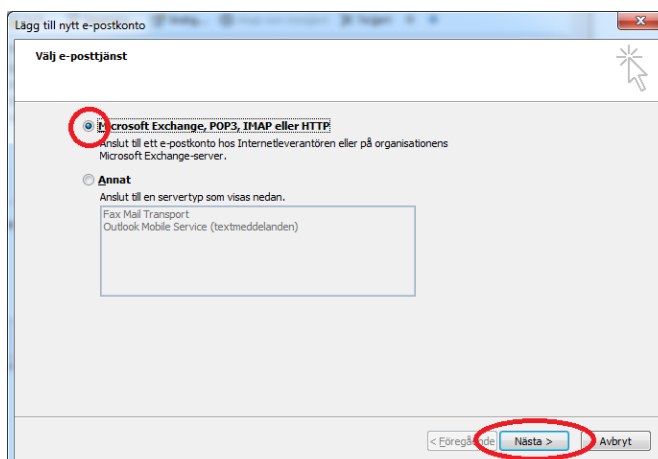 Lägg till nytt e-postkonto
Välj e-posttjänst
Microsoft Exchange, POP3, IMAP eller HTTP
Anslut till ett e-postkonto hos Internetleverantören eller på organisationens
Microsoft Exchange-server.
Annat
Anslut till en servertyp som visas nedan.
Fax Mail Transport
Outlook Mobile Service (textmeddelanden)
< Föregående
Nästa >
Avbryt